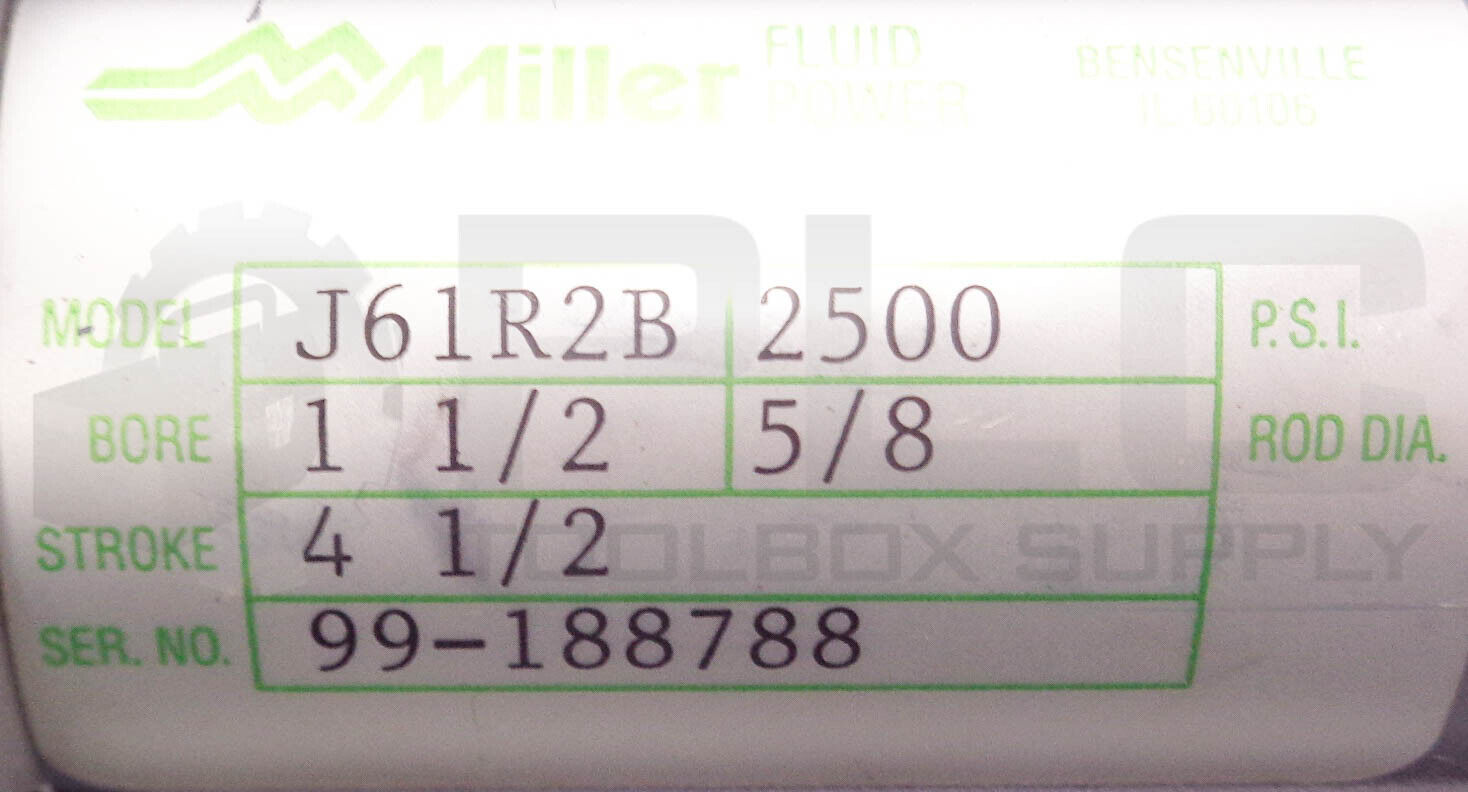 Miller FLUID POWER
BENSENVILLE
IL 60106
MODEL J61R2B 2500 P.S.I.
BORE 1 1/2 5/8 ROD DIA.
STROKE 4 1/2
SER. NO. 99-188788
PLC
TOOLBOX SUPPLY